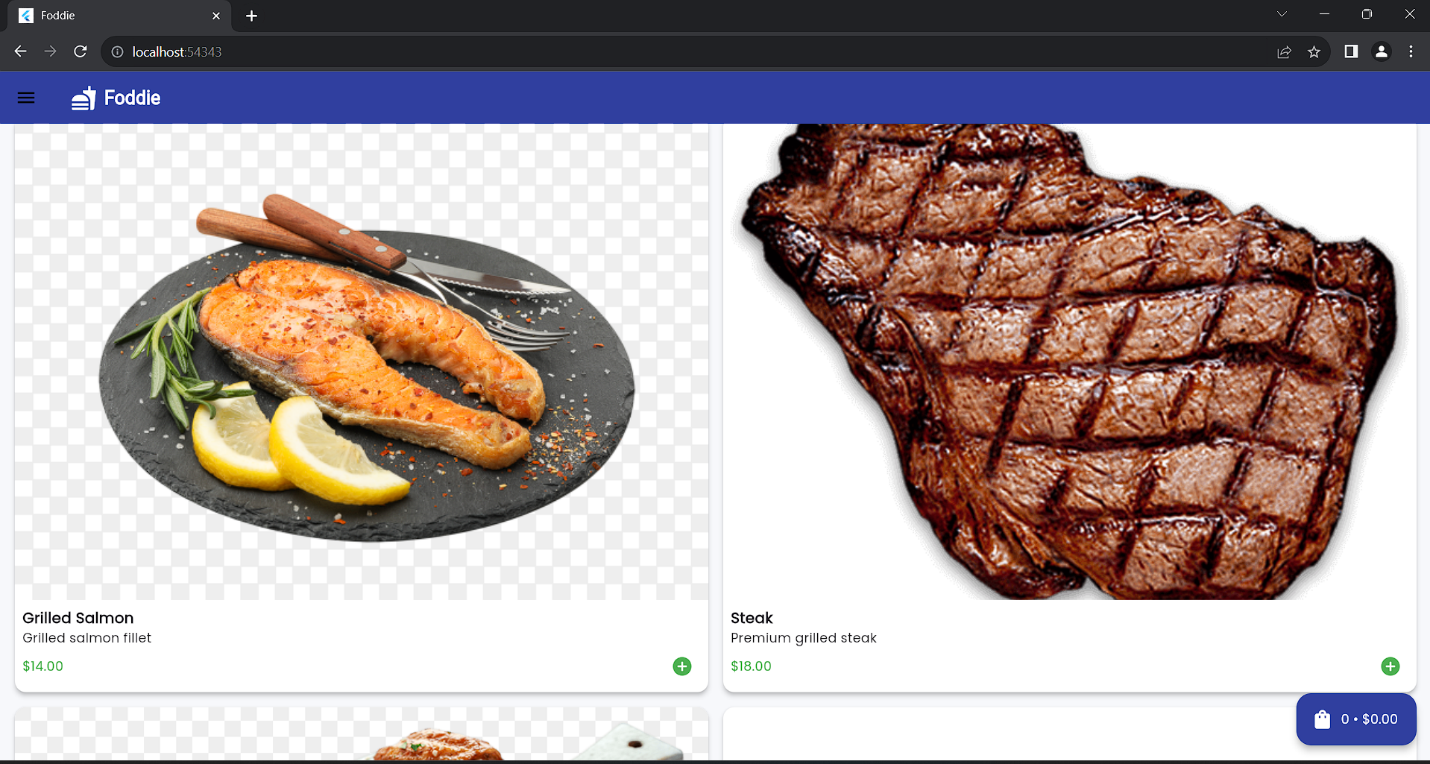 Foddie
localhost:54343
Foddie
Grilled Salmon
Grilled salmon fillet
$14.00
Steak
Premium grilled steak
$18.00
0 • $0.00